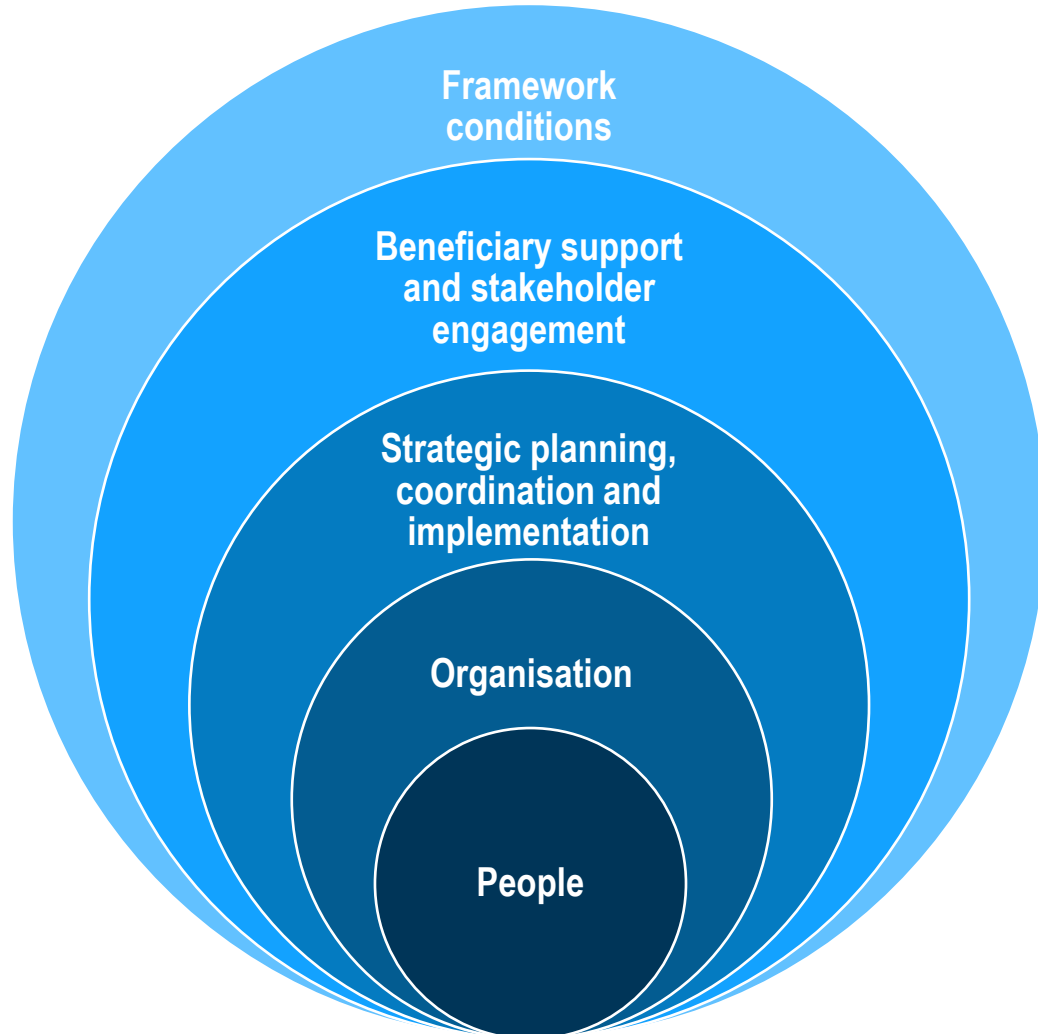 Framework
conditions
Beneficiary support
and stakeholder
engagement
Strategic planning,
coordination and
implementation
Organisation
People